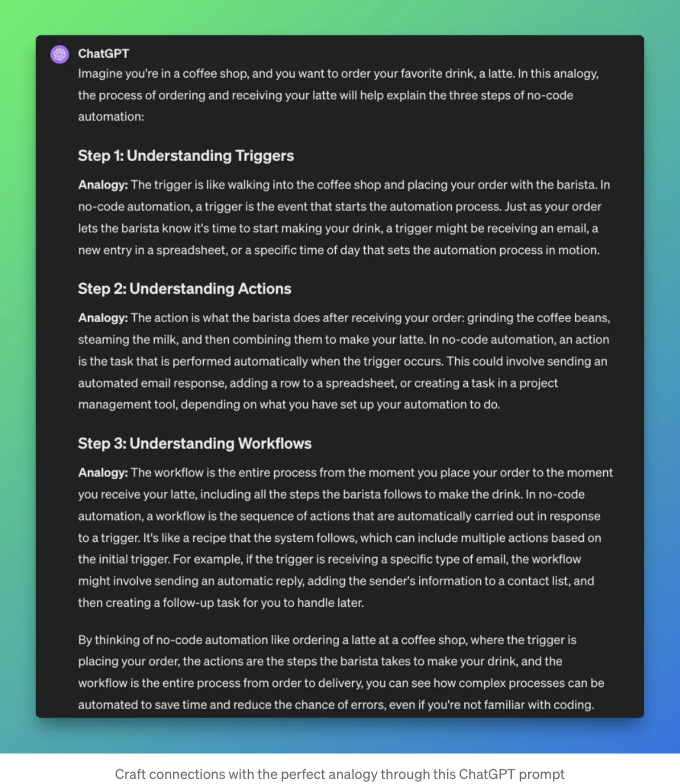 ChatGPT
Imagine you're in a coffee shop, and you want to order your favorite drink, a latte. In this analogy,
the process of ordering and receiving your latte will help explain the three steps of no-code
automation:
Step 1: Understanding Triggers
Analogy: The trigger is like walking into the coffee shop and placing your order with the barista. In
no-code automation, a trigger is the event that starts the automation process. Just as your order
lets the barista know it's time to start making your drink, a trigger might be receiving an email, a
new entry in a spreadsheet, or a specific time of day that sets the automation process in motion.
Step 2: Understanding Actions
Analogy: The action is what the barista does after receiving your order: grinding the coffee beans,
steaming the milk, and then combining them to make your latte. In no-code automation, an action
is the task that is performed automatically when the trigger occurs. This could involve sending an
automated email response, adding a row to a spreadsheet, or creating a task in a project
management tool, depending on what you have set up your automation to do.
Step 3: Understanding Workflows
Analogy: The workflow is the entire process from the moment you place your order to the moment
you receive your latte, including all the steps the barista follows to make the drink. In no-code
automation, a workflow is the sequence of actions that are automatically carried out in response
to a trigger. It's like a recipe that the system follows, which can include multiple actions based on
the initial trigger. For example, if the trigger is receiving a specific type of email, the workflow
might involve sending an automatic reply, adding the sender's information to a contact list, and
then creating a follow-up task for you to handle later.
By thinking of no-code automation like ordering a latte at a coffee shop, where the trigger is
placing your order, the actions are the steps the barista takes to make your drink, and the
workflow is the entire process from order to delivery, you can see how complex processes can be
automated to save time and reduce the chance of errors, even if you're not familiar with coding.
Craft connections with the perfect analogy through this ChatGPT prompt